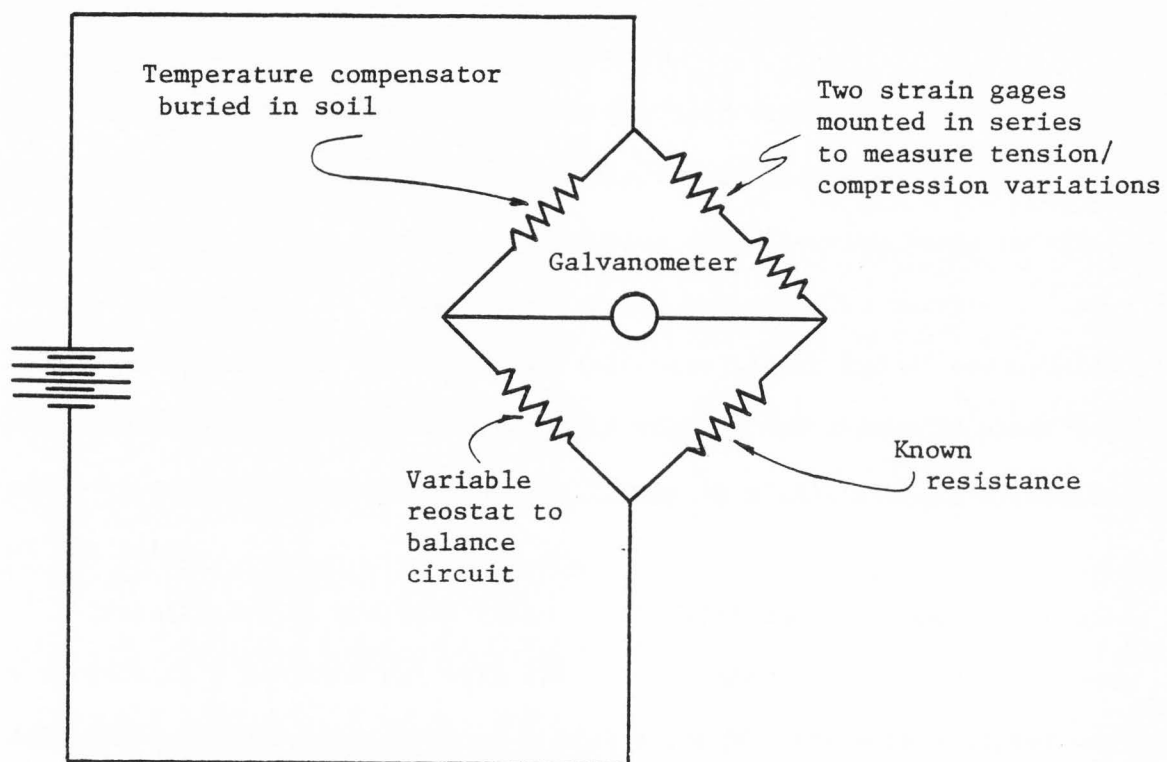 Temperature compensator
buried in soil
Two strain gages
mounted in series
to measure tension/
compression variations
Galvanometer
Known
resistance
Variable
reostat to
balance
circuit